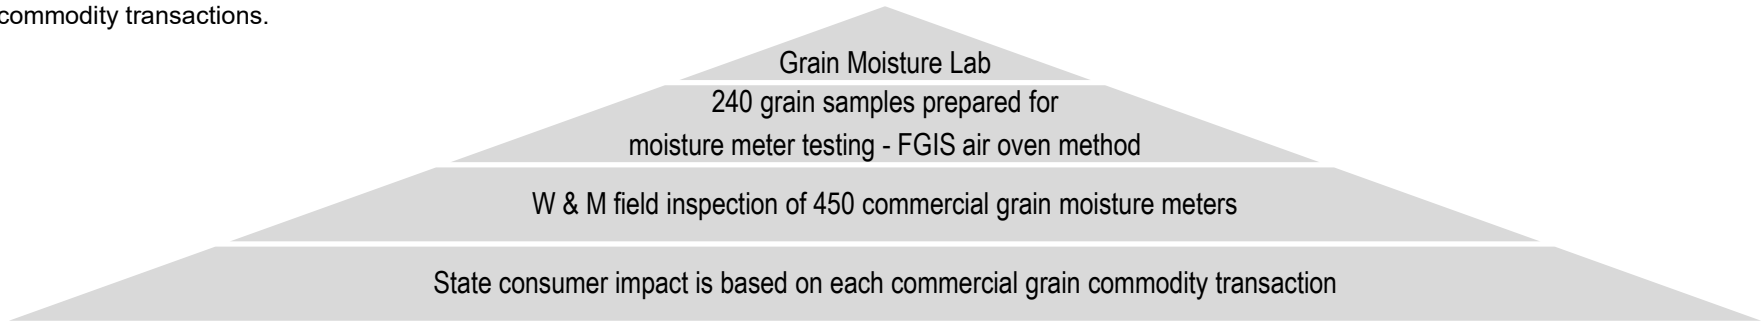 commodity transactions.
Grain Moisture Lab
240 grain samples prepared for
moisture meter testing - FGIS air oven method
W & M field inspection of 450 commercial grain moisture meters
State consumer impact is based on each commercial grain commodity transaction